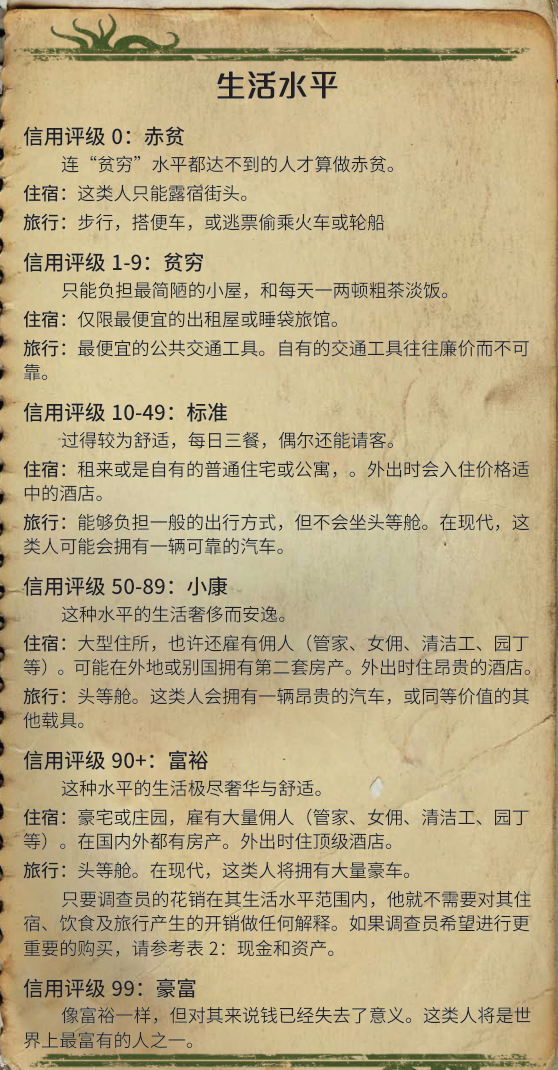 生活水平
信用评级 0：赤贫
连“贫穷”水平都达不到的人才算做赤贫。
住宿：这类人只能露宿街头。
旅行：步行，搭便车，或逃票偷乘火车或轮船
信用评级 1-9：贫穷
只能负担最简陋的小屋，和每天一两顿粗茶淡饭。
住宿：仅限最便宜的出租屋或睡袋旅馆。
旅行：最便宜的公共交通工具。自有的交通工具往往廉价而不可
靠。
信用评级 10-49：标准
过得较为舒适，每日三餐，偶尔还能请客。
住宿：租来或是自有的普通住宅或公寓，。外出时会入住价格适
中的酒店。
旅行：能够负担一般的出行方式，但不会坐头等舱。在现代，这
类人可能会拥有一辆可靠的汽车。
信用评级 50-89：小康
这种水平的生活奢侈而安逸。
住宿：大型住所，也许还雇有佣人（管家、女佣、清洁工、园丁
等）。可能在外地或别国拥有第二套房产。外出时住昂贵的酒店。
旅行：头等舱。这类人会拥有一辆昂贵的汽车，或同等价值的其
他载具。
信用评级 90+：富裕
这种水平的生活极尽奢华与舒适。
住宿：豪宅或庄园，雇有大量佣人（管家、女佣、清洁工、园丁
等）。在国内外都有房产。外出时住顶级酒店。
旅行：头等舱。在现代，这类人将拥有大量豪车。
只要调查员的花销在其生活水平范围内，他就不需要对其住
宿、饮食及旅行产生的开销做任何解释。如果调查员希望进行更
重要的购买，请参考表 2：现金和资产。
信用评级 99：豪富
像富裕一样，但对其来说钱已经失去了意义。这类人将是世
界上最富有的人之一。